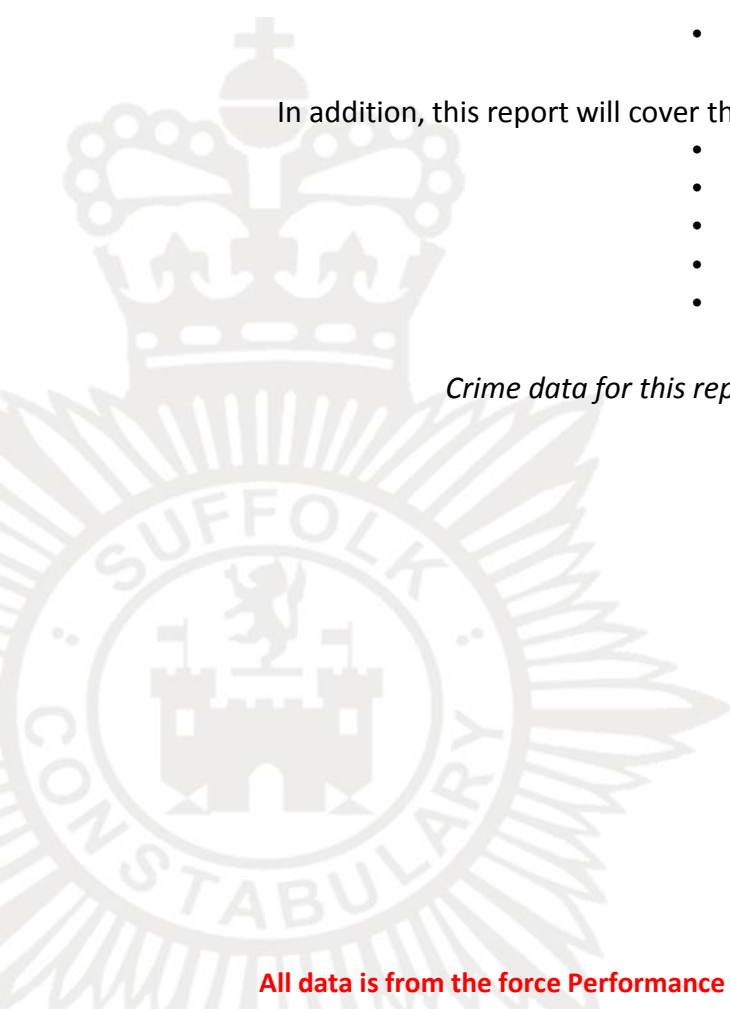 •
In addition, this report will cover th
•
•
•
•
•
Crime data for this rep
SUFFOLK
CONSTABULARY
All data is from the force Performance